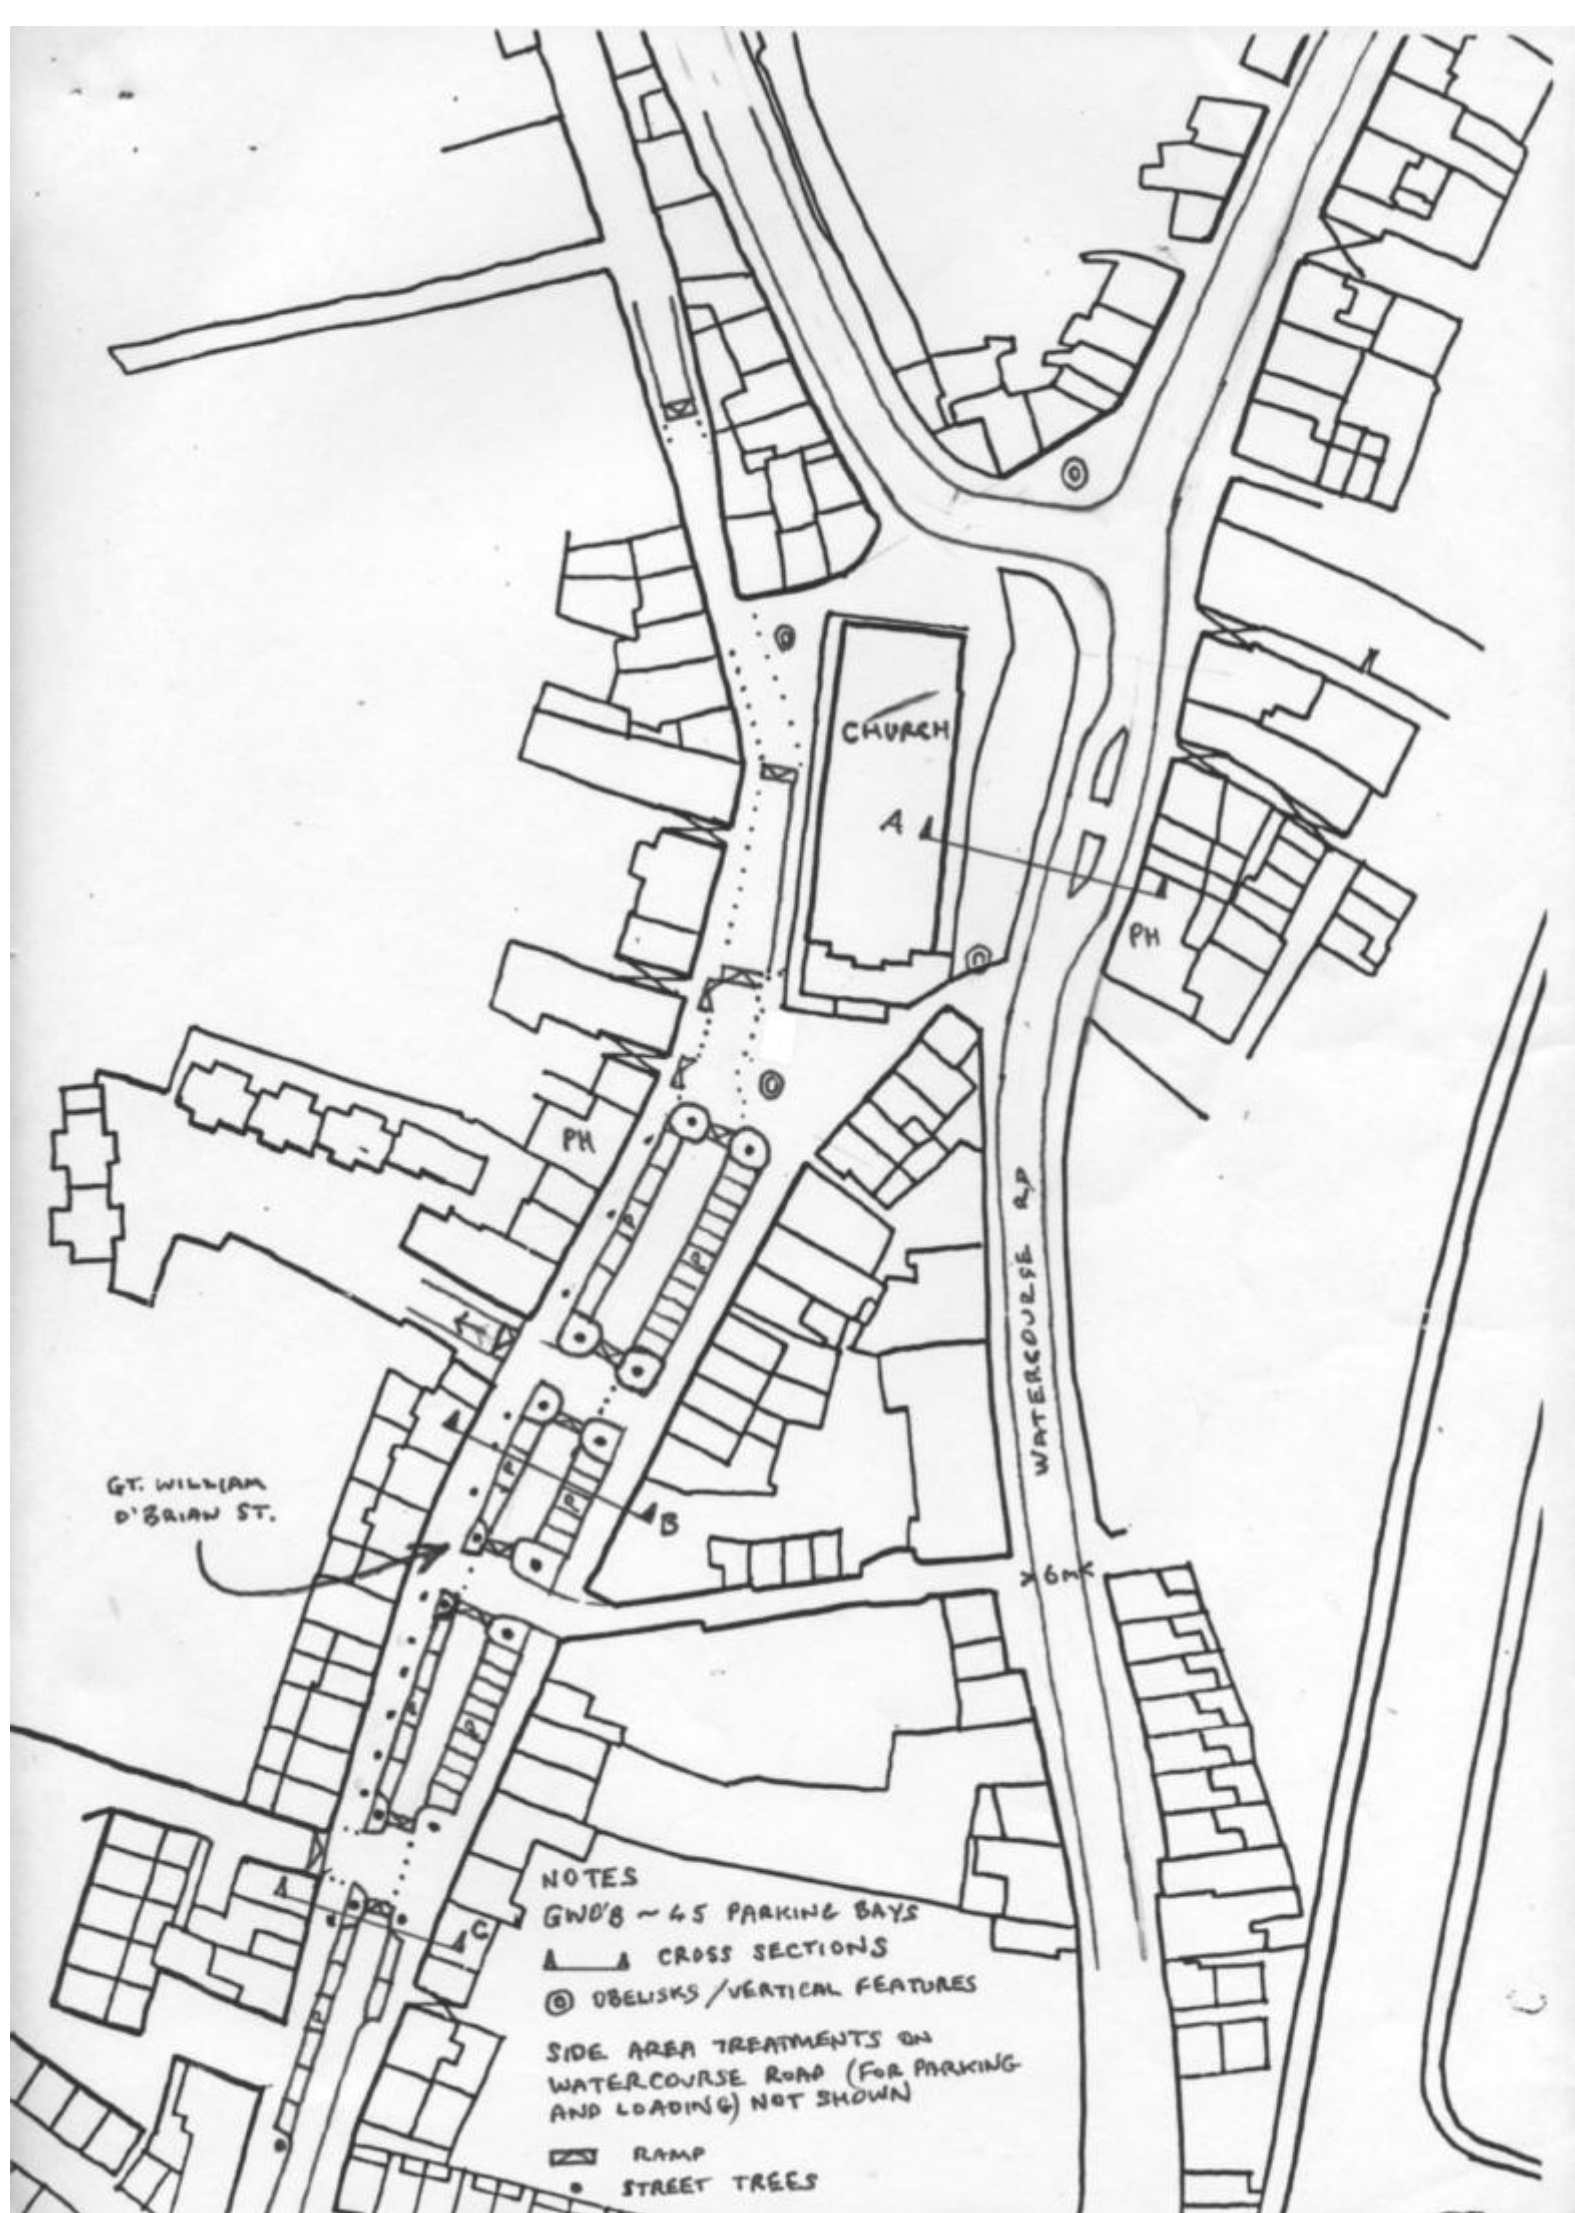 CHURCH
A
PH
PH
P
P
WATERCOURSE RD
P
P
GT. WILLIAM
O'BRIAN ST.
B
6m
P
P
C
P
NOTES
GWO'B ~ 45 PARKING BAYS
CROSS SECTIONS
OBELISKS / VERTICAL FEATURES
SIDE AREA TREATMENTS ON
WATERCOURSE ROAD (FOR PARKING
AND LOADING) NOT SHOWN
RAMP
STREET TREES